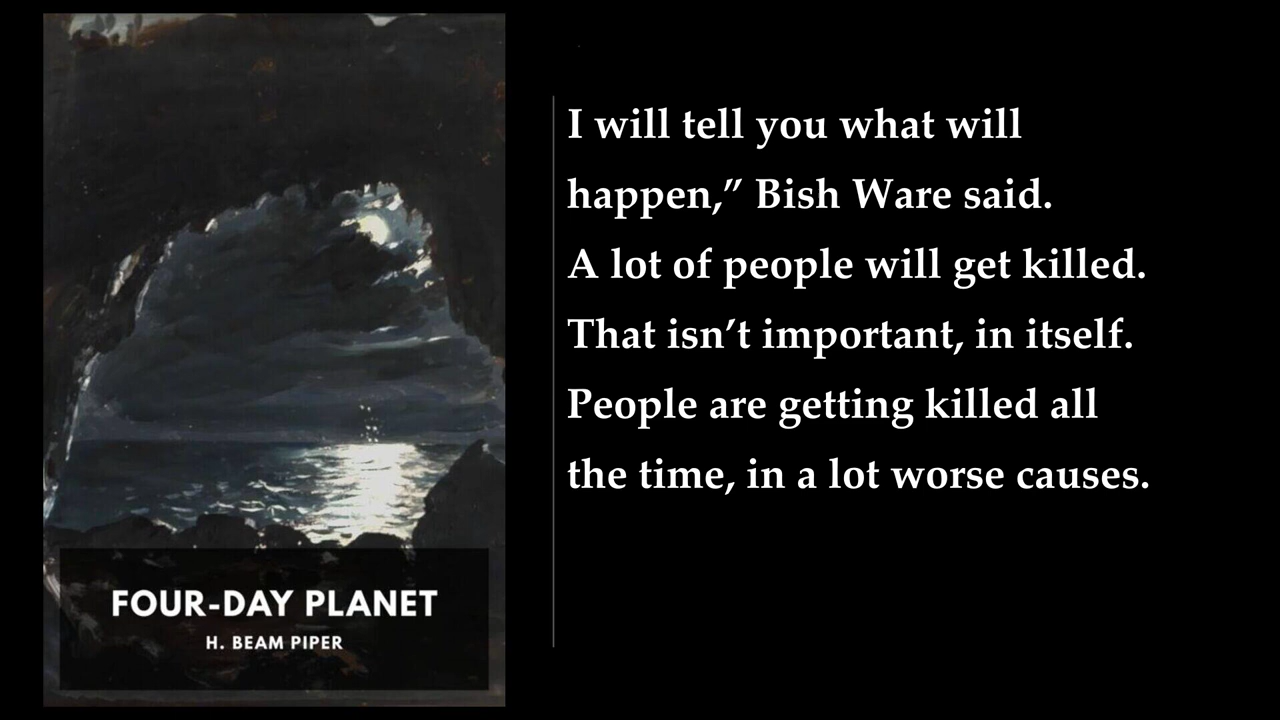 FOUR-DAY PLANET
H. BEAM PIPER
I will tell you what will
happen,” Bish Ware said.
A lot of people will get killed.
That isn’t important, in itself.
People are getting killed all
the time, in a lot worse causes.